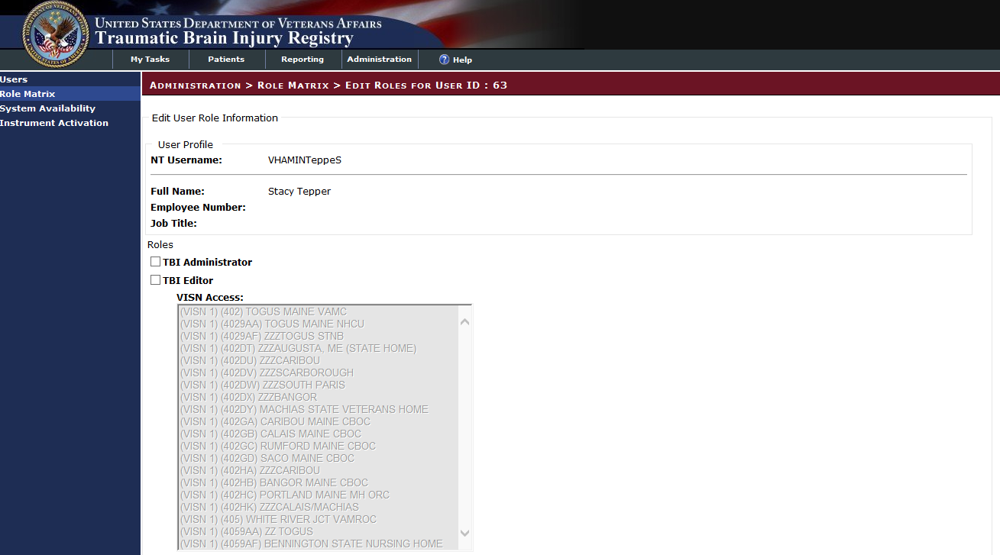 UNITED STATES DEPARTMENT OF VETERANS AFFAIRS
Traumatic Brain Injury Registry
My Tasks Patients Reporting Administration ? Help
Users
Role Matrix
System Availability
Instrument Activation
ADMINISTRATION > ROLE MATRIX > EDIT ROLES FOR USER ID : 63
Edit User Role Information
User Profile
NT Username: VHAMINTeppeS
Full Name: Stacy Tepper
Employee Number:
Job Title:
Roles
TBI Administrator
TBI Editor
VISN Access:
(VISN 1) (402) TOGUS MAINE VAMC
(VISN 1) (4029AA) TOGUS MAINE NHCU
(VISN 1) (4029AF) ZZZTOGUS STNB
(VISN 1) (402DT) ZZZAUGUSTA, ME (STATE HOME)
(VISN 1) (402DU) ZZZCARIBOU
(VISN 1) (402DV) ZZZSCARBOROUGH
(VISN 1) (402DW) ZZZSOUTH PARIS
(VISN 1) (402DX) ZZZBANGOR
(VISN 1) (402DY) MACHIAS STATE VETERANS HOME
(VISN 1) (402GA) CARIBOU MAINE CBOC
(VISN 1) (402GB) CALAIS MAINE CBOC
(VISN 1) (402GC) RUMFORD MAINE CBOC
(VISN 1) (402GD) SACO MAINE CBOC
(VISN 1) (402HA) ZZZCARIBOU
(VISN 1) (402HB) BANGOR MAINE CBOC
(VISN 1) (402HC) PORTLAND MAINE MH ORC
(VISN 1) (402HK) ZZZCALAIS/MACHIAS
(VISN 1) (405) WHITE RIVER JCT VAMROC
(VISN 1) (4059AA) ZZ TOGUS
(VISN 1) (4059AF) BENNINGTON STATE NURSING HOME